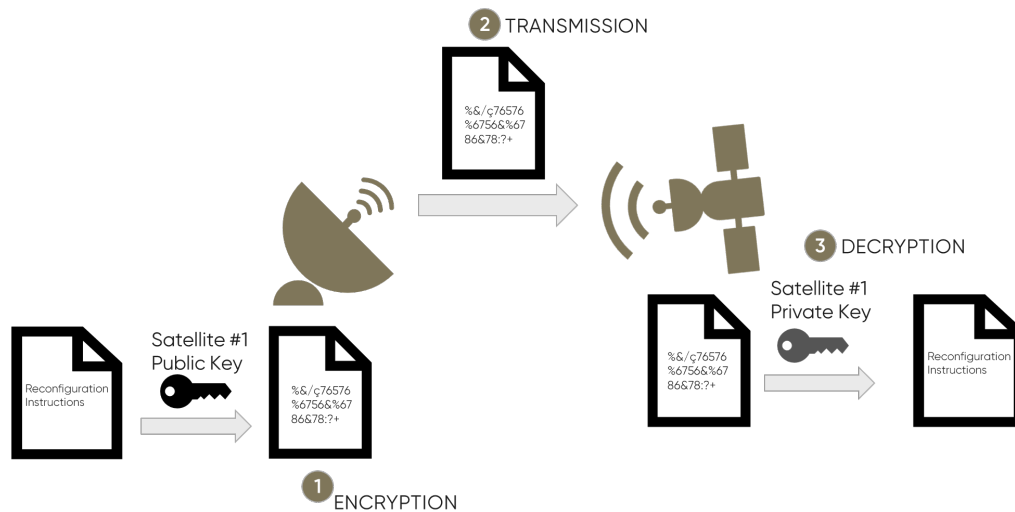 2 TRANSMISSION
%&/ç76576
%6756&%67
86&78:?+
3 DECRYPTION
Satellite #1
Private Key
Satellite #1
Public Key
Reconfiguration
Instructions
%&/ç76576
%6756&%67
86&78:?+
%&/ç76576
%6756&%67
86&78:?+
Reconfiguration
Instructions
1
ENCRYPTION